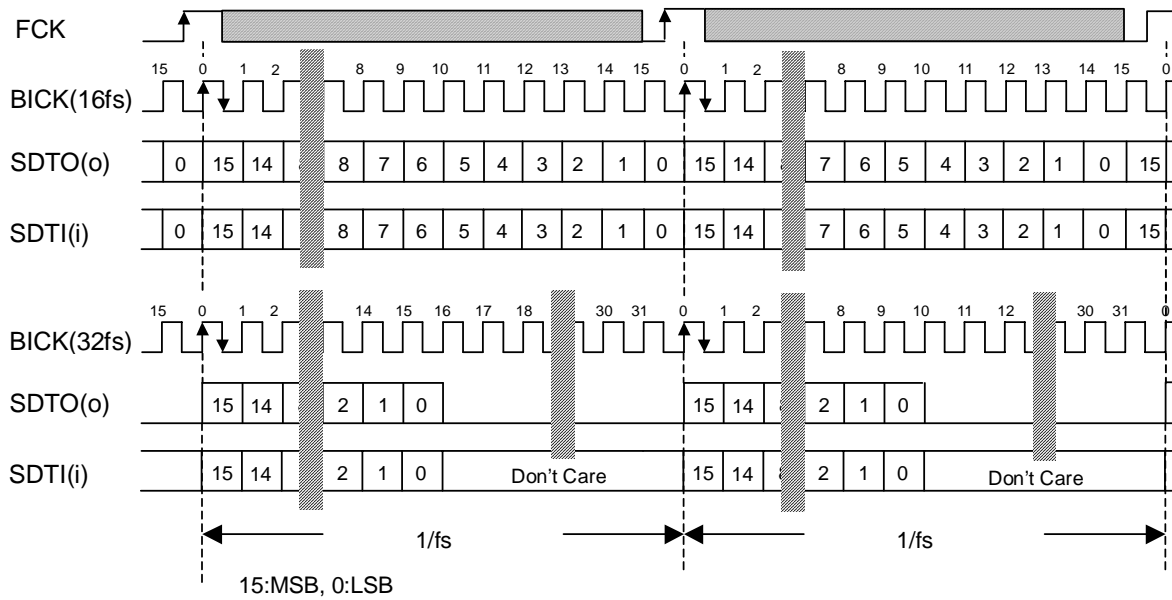 FCK
15 0 1 2 8 9 10 11 12 13 14 15 0 1 2 8 9 10 11 12 13 14 15 0
BICK(16fs)
SDTO(o) 0 15 14 8 7 6 5 4 3 2 1 0 15 14 7 6 5 4 3 2 1 0 15
SDTI(i) 0 15 14 8 7 6 5 4 3 2 1 0 15 14 7 6 5 4 3 2 1 0 15
15 0 1 2 14 15 16 17 18 30 31 0 1 2 8 9 10 11 12 30 31 0
BICK(32fs)
SDTO(o) 15 14 2 1 0 15 14 2 1 0
SDTI(i) 15 14 2 1 0 Don't Care 15 14 2 1 0 Don't Care
1/fs 1/fs
15:MSB, 0:LSB